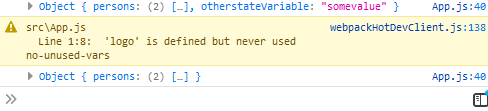 Object { persons: (2) […], otherstateVariable: "somevalue" } App.js:40
src\App.js webpackHotDevClient.js:138
Line 1:8: 'logo' is defined but never used
no-unused-vars
Object { persons: (2) […] } App.js:40